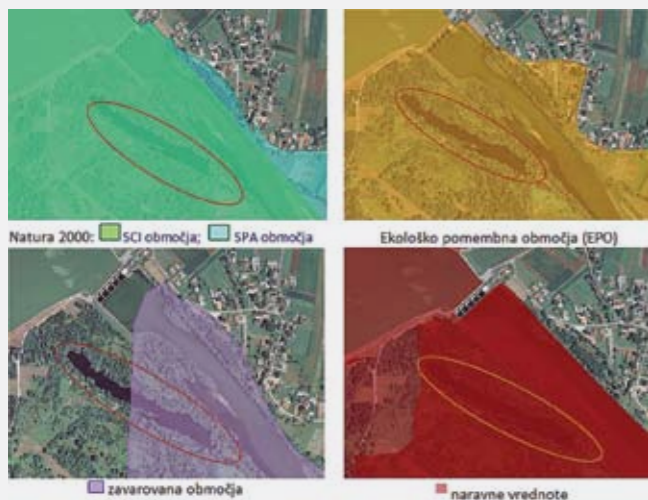 Natura 2000: SCI območja; SPA območja
Ekološko pomembna območja (EPO)
zavarovana območja
naravne vrednote